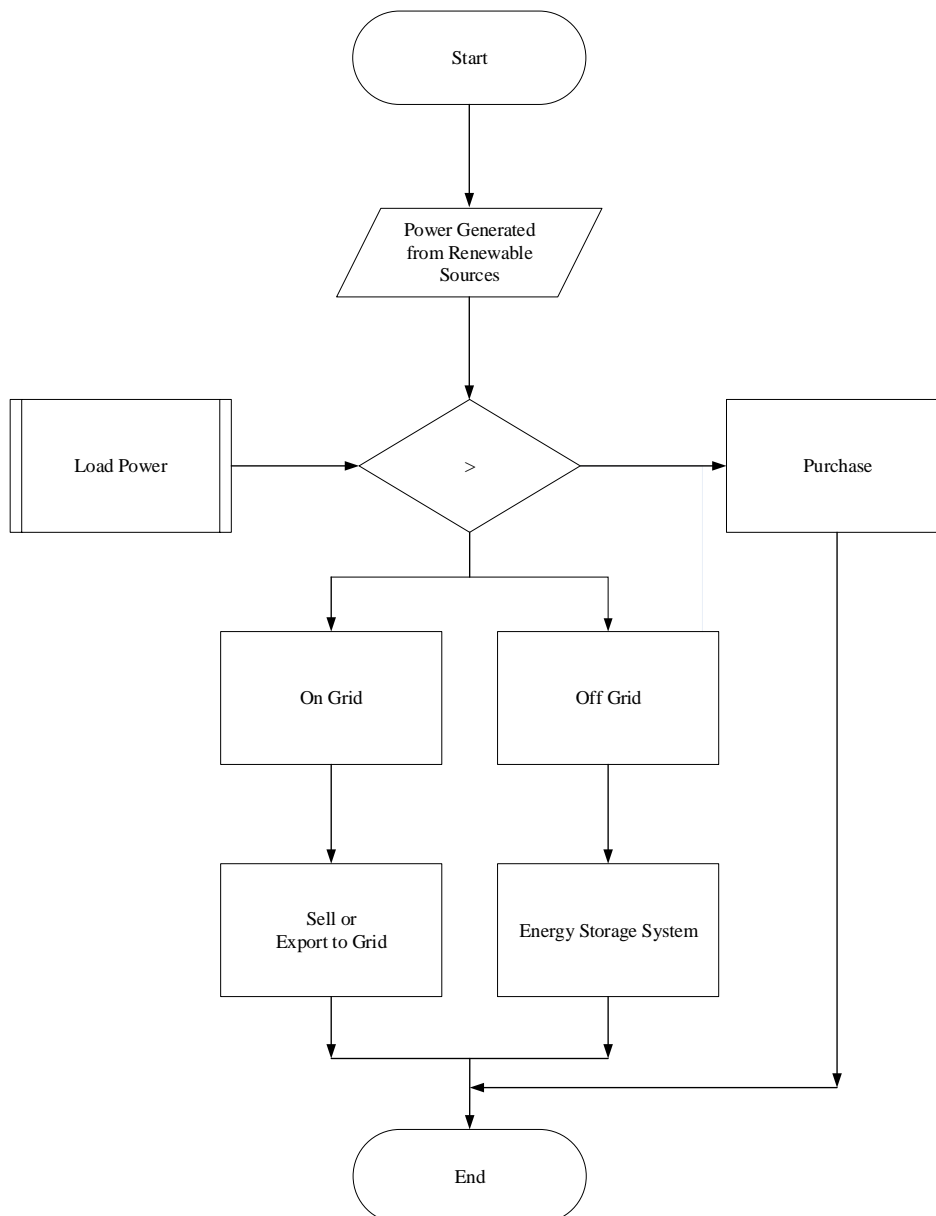 Start
Power Generated
from Renewable
Sources
Load Power
>
Purchase
On Grid
Off Grid
Sell or
Export to Grid
Energy Storage System
End